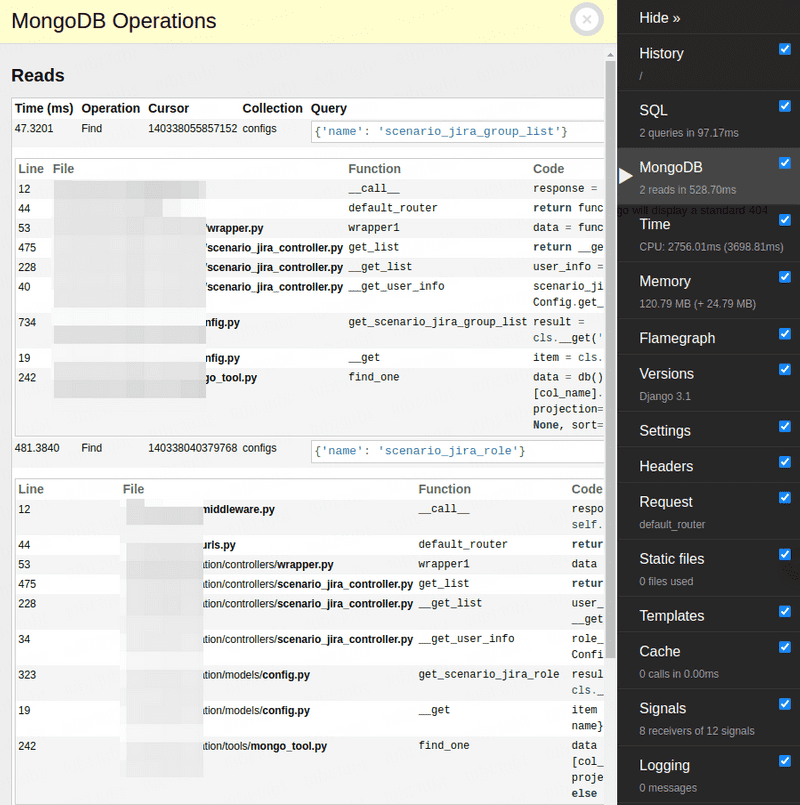 MongoDB Operations
Reads
Time (ms) Operation Cursor Collection Query
47.3201 Find 140338055857152 configs {'name': 'scenario_jira_group_list'}
Line File Function Code
12 __call__ response =
44 default_router return func
53 /wrapper.py wrapper1 data = func
475 /scenario_jira_controller.py get_list return __ge
228 /scenario_jira_controller.py __get_list user_info =
40 /scenario_jira_controller.py __get_user_info scenario_ji
Config.get_
734 nfig.py get_scenario_jira_group_list result =
cls.__get('
19 nfig.py __get item = cls.
242 go_tool.py find_one data = db()
[col_name].
projection=
None, sort=
481.3840 Find 140338040379768 configs {'name': 'scenario_jira_role'}
Line File Function Code
12 middleware.py __call__ respo
self.
44 urls.py default_router retur
53 ation/controllers/wrapper.py wrapper1 data
475 ation/controllers/scenario_jira_controller.py get_list retur
228 ation/controllers/scenario_jira_controller.py __get_list user_
__get
34 ation/controllers/scenario_jira_controller.py __get_user_info role_
Confi
323 ation/models/config.py get_scenario_jira_role resul
cls._
19 ation/models/config.py __get item
name}
242 ation/tools/mongo_tool.py find_one data
[col_
proje
else
Hide »
History
/
SQL
2 queries in 97.17ms
MongoDB
2 reads in 528.70ms
go will display a standard 404
Time
CPU: 2756.01ms (3698.81ms)
Memory
120.79 MB (+ 24.79 MB)
Flamegraph
Versions
Django 3.1
Settings
Headers
Request
default_router
Static files
0 files used
Templates
Cache
0 calls in 0.00ms
Signals
8 receivers of 12 signals
Logging
0 messages